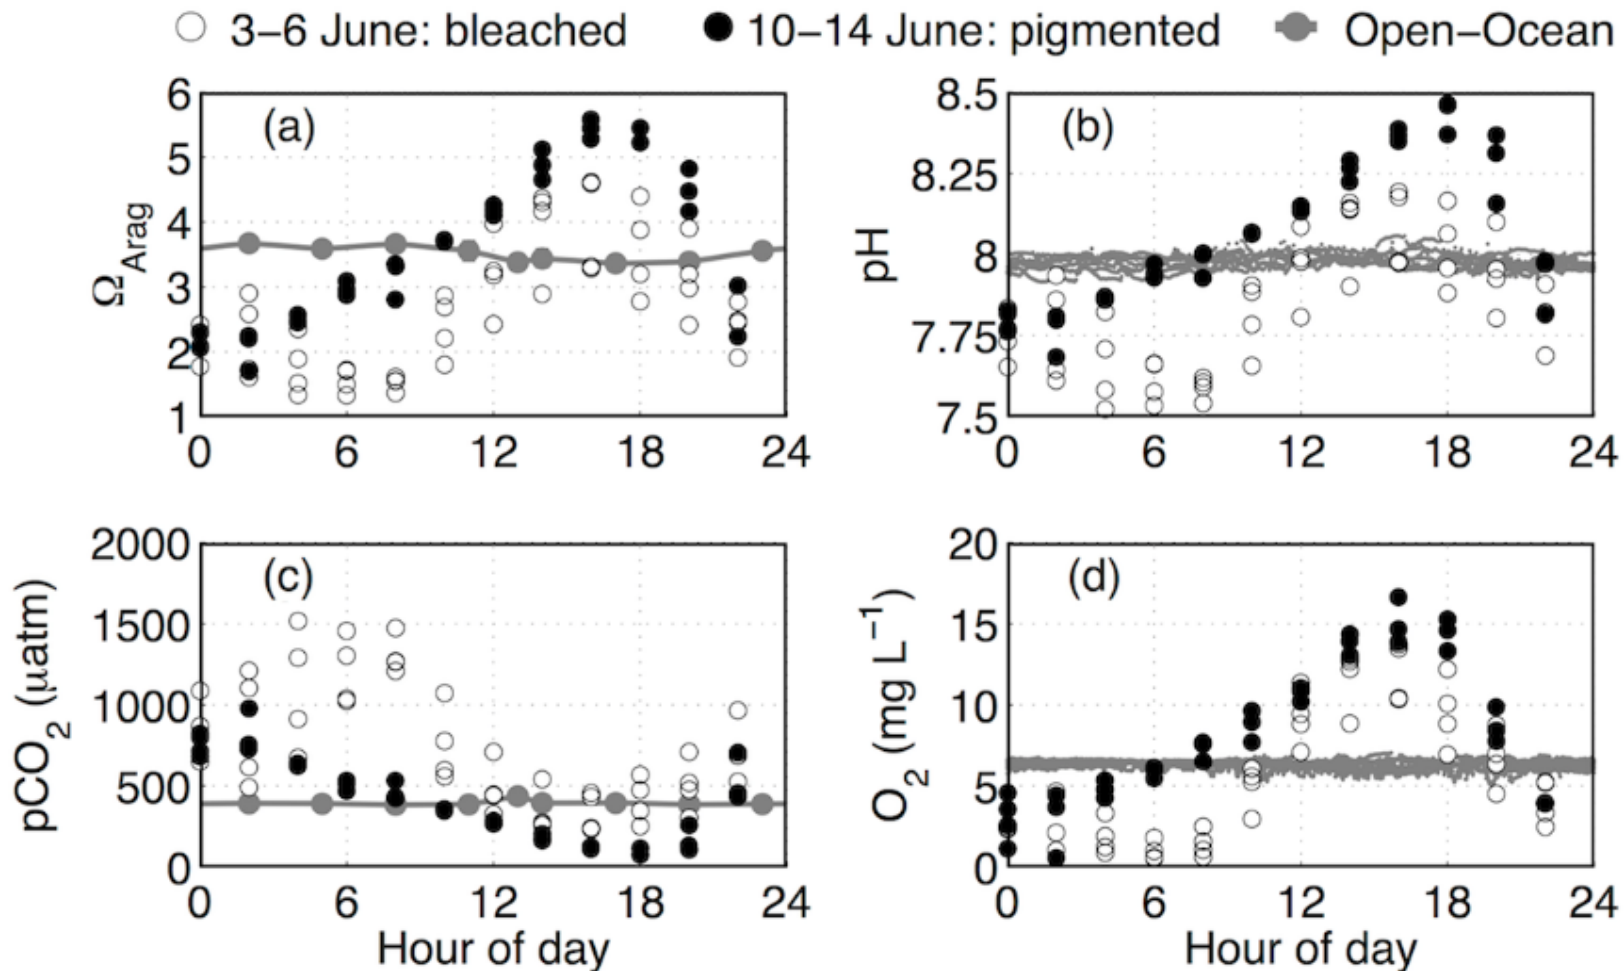 3−6 June: bleached 10−14 June: pigmented Open−Ocean
(a)
Ω Arag
6
5
4
3
2
1
0 6 12 18 24
(b)
pH
8.5
8.25
8
7.75
7.5
0 6 12 18 24
(c)
pCO2 (μatm)
2000
1500
1000
500
0
0 6 12 18 24
Hour of day
(d)
O2 (mg L−1)
20
15
10
5
0
0 6 12 18 24
Hour of day